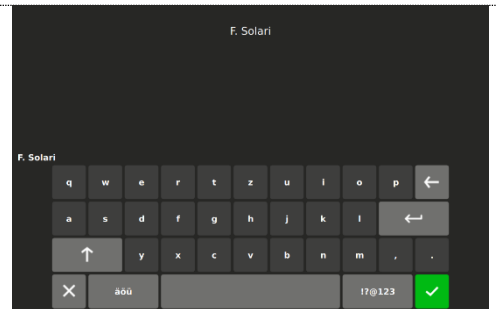 F. Solari
F. Solari
q w e r t z u i o p
a s d f g h j k l
y x c v b n m , .
äöü !?@123